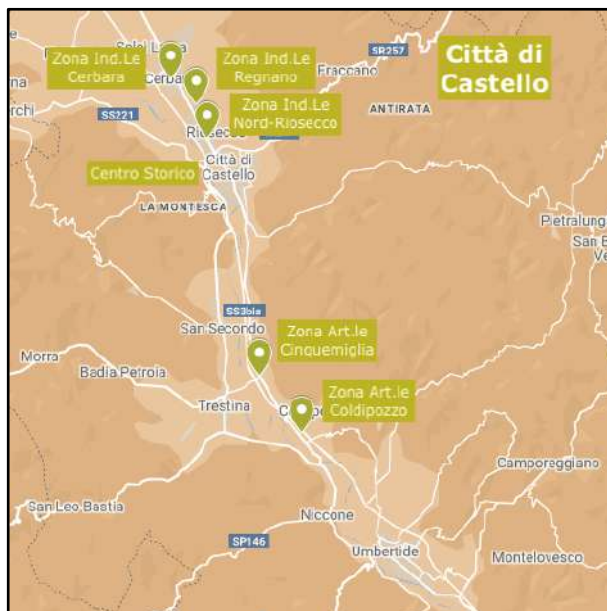 Città di
Castello
Zona Ind.Le
Cerbara
Zona Ind.Le
Regnano
Zona Ind.Le
Nord-Riosecco
SR257
Fraccano
ANTIRATA
SS221
Città di
Castello
Centro Storico
LA MONTESCA
SS3bis
San Secondo
Zona Art.le
Cinquemiglia
Morra
Badia Petroia
Trestina
Zona Art.le
Coldipozzo
San Leo Bastia
Camporeggiano
Niccone
SP146
Umbertide
Montelovesco